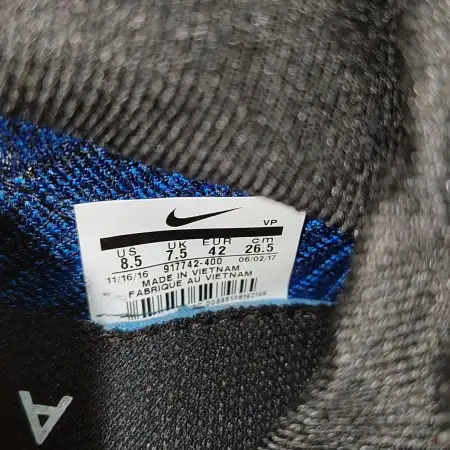 VP
US UK EUR cm
8.5 7.5 42 26.5
11/16/16 917742-400 06/02/17
MADE IN VIETNAM
FABRIQUE AU VIETNAM
A